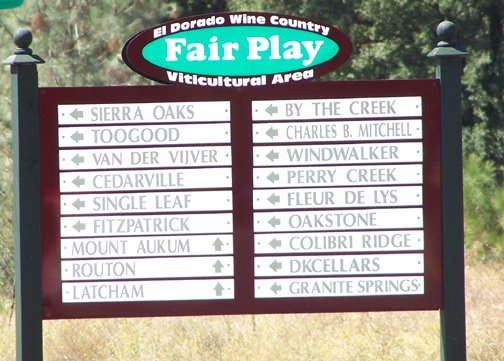 El Dorado Wine Country
Fair Play
Viticultural Area
← SIERRA OAKS
← TOOGOOD
← VAN DER VIJVER
← CEDARVILLE
← SINGLE LEAF
← FITZPATRICK
MOUNT AUKUM ↑
ROUTON ↑
LATCHAM ↑
← BY THE CREEK
← CHARLES B. MITCHELL
← WINDWALKER
← PERRY CREEK
← FLEUR DE LYS
← OAKSTONE
← COLIBRI RIDGE
← DKCELLARS
← GRANITE SPRINGS